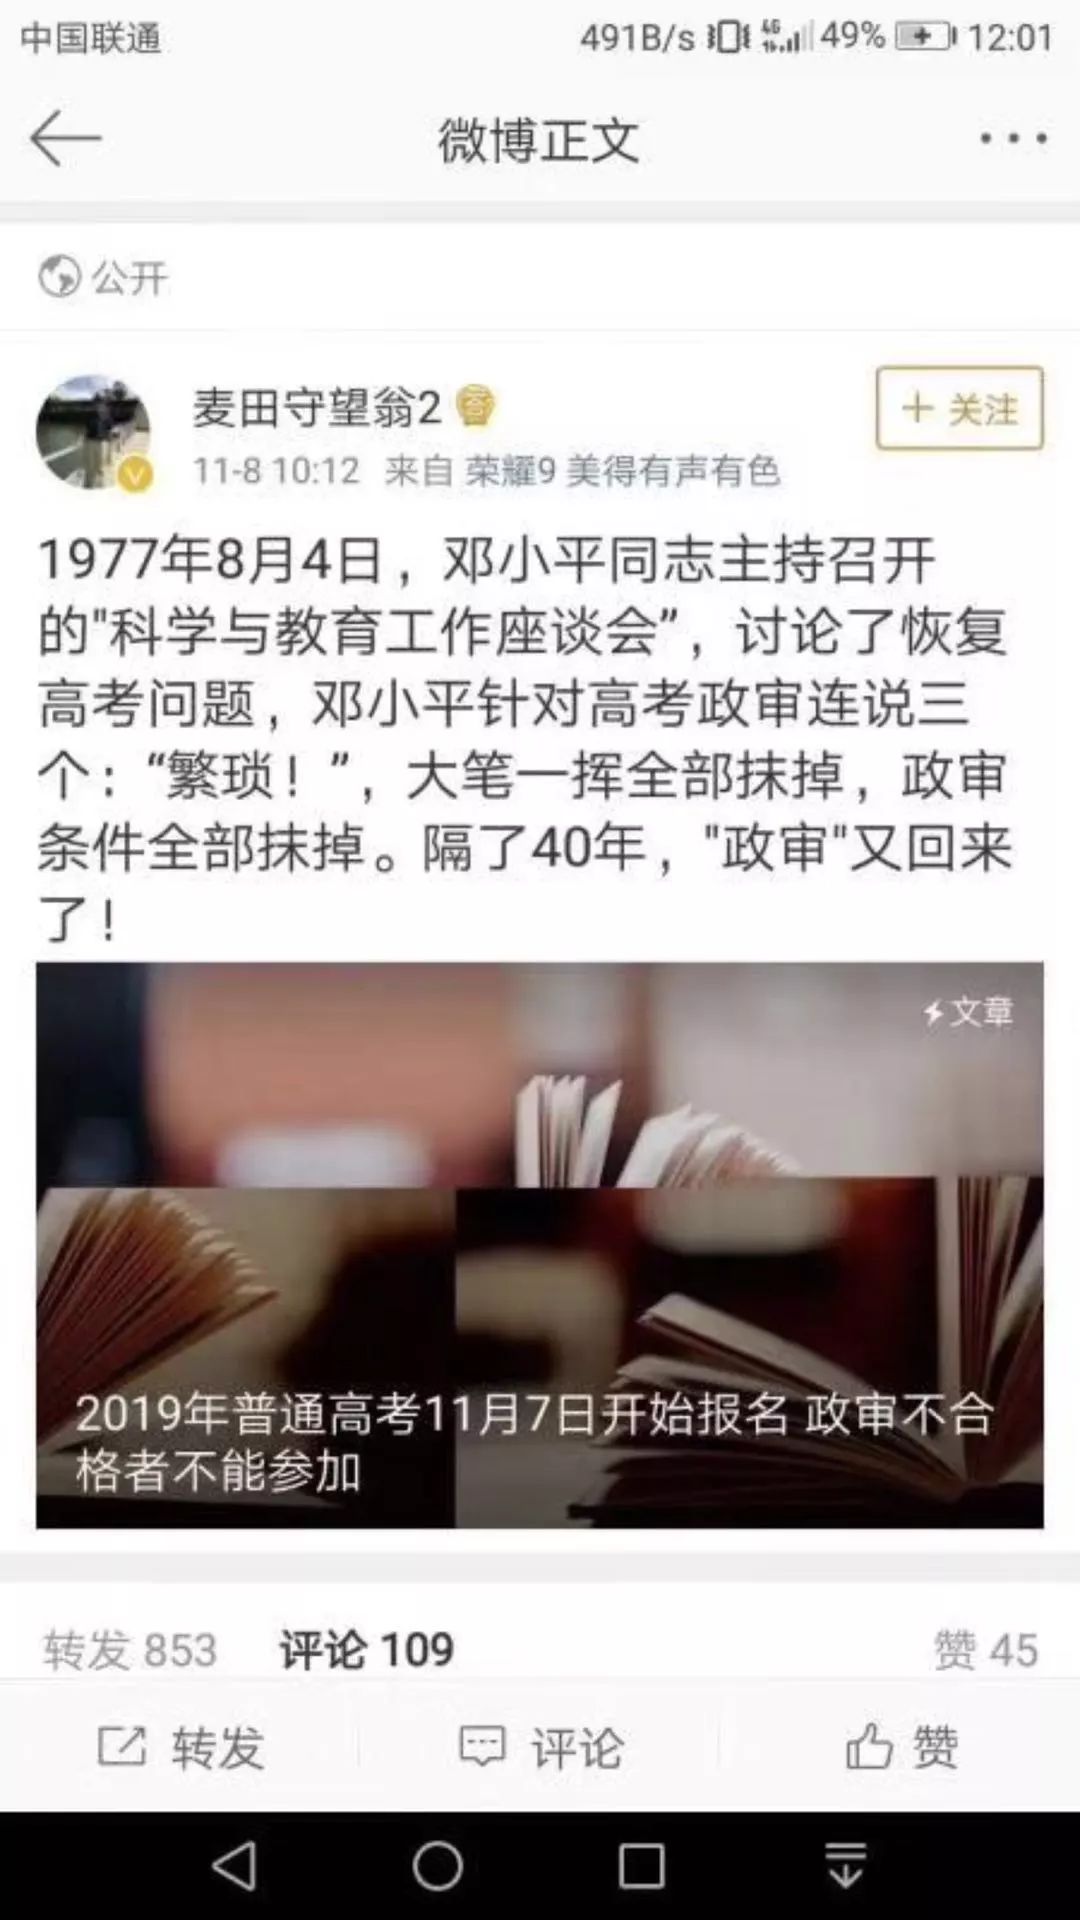 中国联通 491B/s 4G 49% 12:01
微博正文
公开
麦田守望翁2
+ 关注
11-8 10:12 来自 荣耀9 美得有声有色
1977年8月4日，邓小平同志主持召开
的"科学与教育工作座谈会”，讨论了恢复
高考问题，邓小平针对高考政审连说三
个：“繁琐！”，大笔一挥全部抹掉，政审
条件全部抹掉。隔了40年，"政审"又回来
了！
文章
2019年普通高考11月7日开始报名 政审不合
格者不能参加
转发 853 评论 109 赞 45
转发 评论 赞